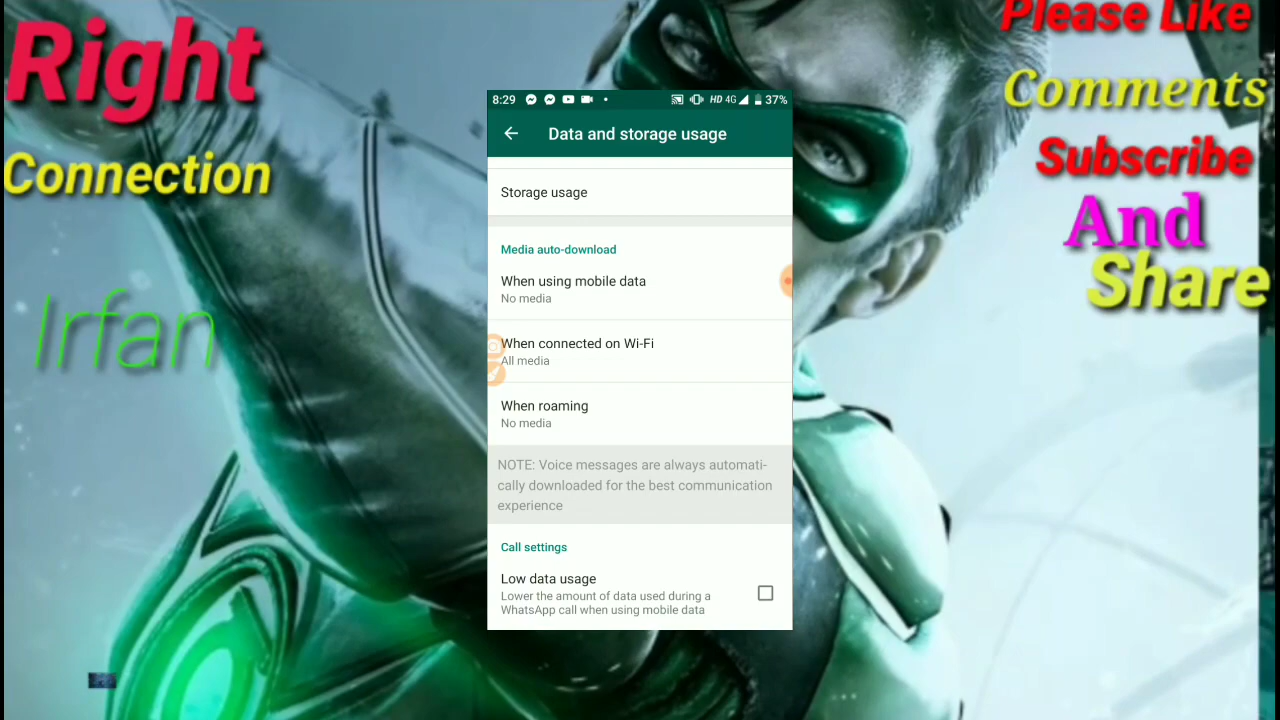 Right
Connection
Irfan
8:29 HD 4G 37%
Data and storage usage
Storage usage
Media auto-download
When using mobile data
No media
When connected on Wi-Fi
All media
When roaming
No media
NOTE: Voice messages are always automati-
cally downloaded for the best communication
experience
Call settings
Low data usage
Lower the amount of data used during a
WhatsApp call when using mobile data
Please Like
Comments
Subscribe
And
Share